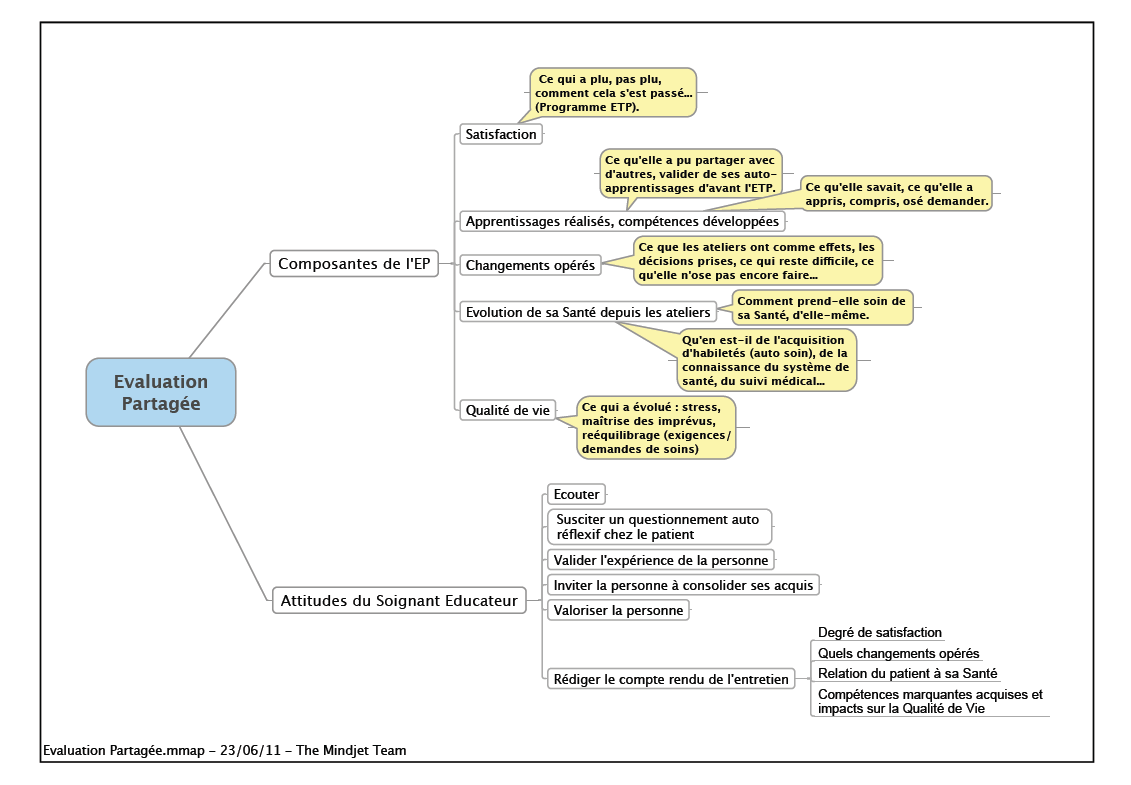 Evaluation
Partagée
Composantes de l'EP
Satisfaction
Ce qui a plu, pas plu,
comment cela s'est passé...
(Programme ETP).
Apprentissages réalisés, compétences développées
Ce qu'elle a pu partager avec
d'autres, valider de ses auto-
apprentissages d'avant l'ETP.
Ce qu'elle savait, ce qu'elle a
appris, compris, osé demander.
Changements opérés
Ce que les ateliers ont comme effets, les
décisions prises, ce qui reste difficile, ce
qu'elle n'ose pas encore faire...
Evolution de sa Santé depuis les ateliers
Comment prend-elle soin de
sa Santé, d'elle-même.
Qu'en est-il de l'acquisition
d'habiletés (auto soin), de la
connaissance du système de
santé, du suivi médical...
Qualité de vie
Ce qui a évolué : stress,
maîtrise des imprévus,
reéquilibrage (exigences/
demandes de soins)
Attitudes du Soignant Educateur
Ecouter
Susciter un questionnement auto
réflexif chez le patient
Valider l'expérience de la personne
Inviter la personne à consolider ses acquis
Valoriser la personne
Rédiger le compte rendu de l'entretien
Degré de satisfaction
Quels changements opérés
Relation du patient à sa Santé
Compétences marquantes acquises et
impacts sur la Qualité de Vie
Evaluation Partagée.mmap - 23/06/11 - The Mindjet Team